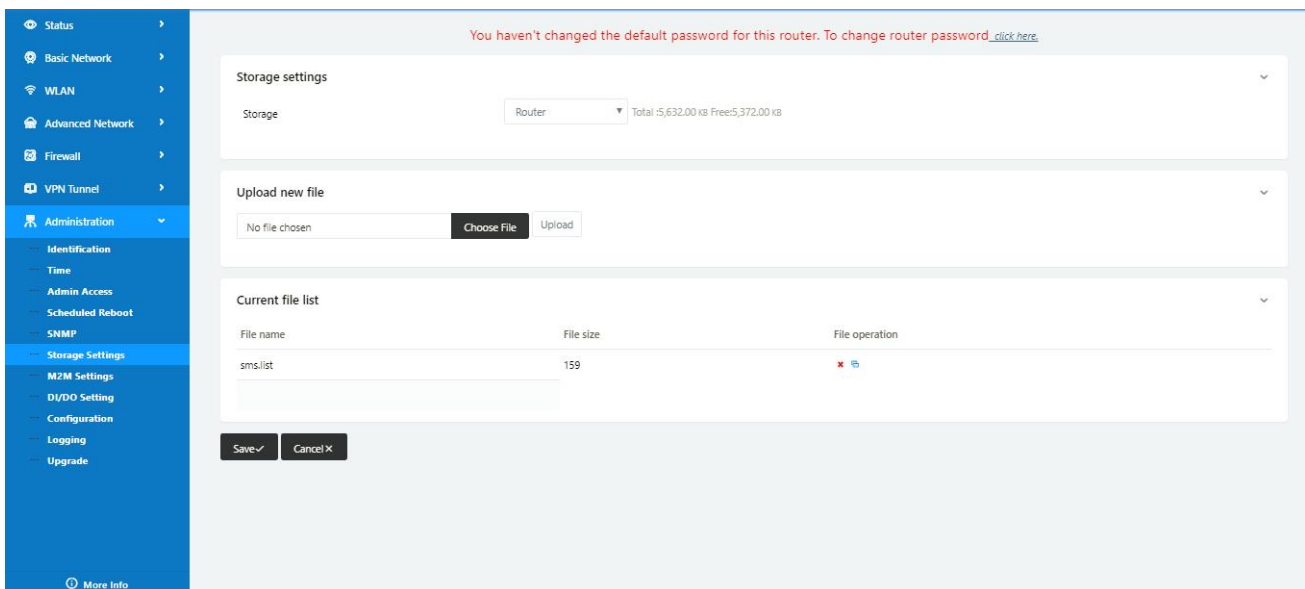 Status
Basic Network
WLAN
Advanced Network
Firewall
VPN Tunnel
Administration
Identification
Time
Admin Access
Scheduled Reboot
SNMP
Storage Settings
M2M Settings
DI/DO Setting
Configuration
Logging
Upgrade
More Info
You haven't changed the default password for this router. To change router password click here.
Storage settings
Storage Router Total :5,632.00 KB Free:5,372.00 KB
Upload new file
No file chosen Choose File Upload
Current file list
File name File size File operation
sms.list 159
Save Cancel